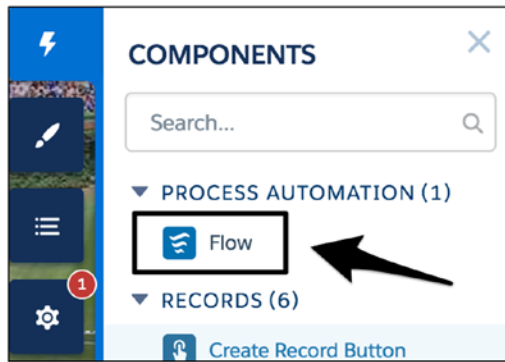 COMPONENTS
Search...
PROCESS AUTOMATION (1)
Flow
1
RECORDS (6)
Create Record Button